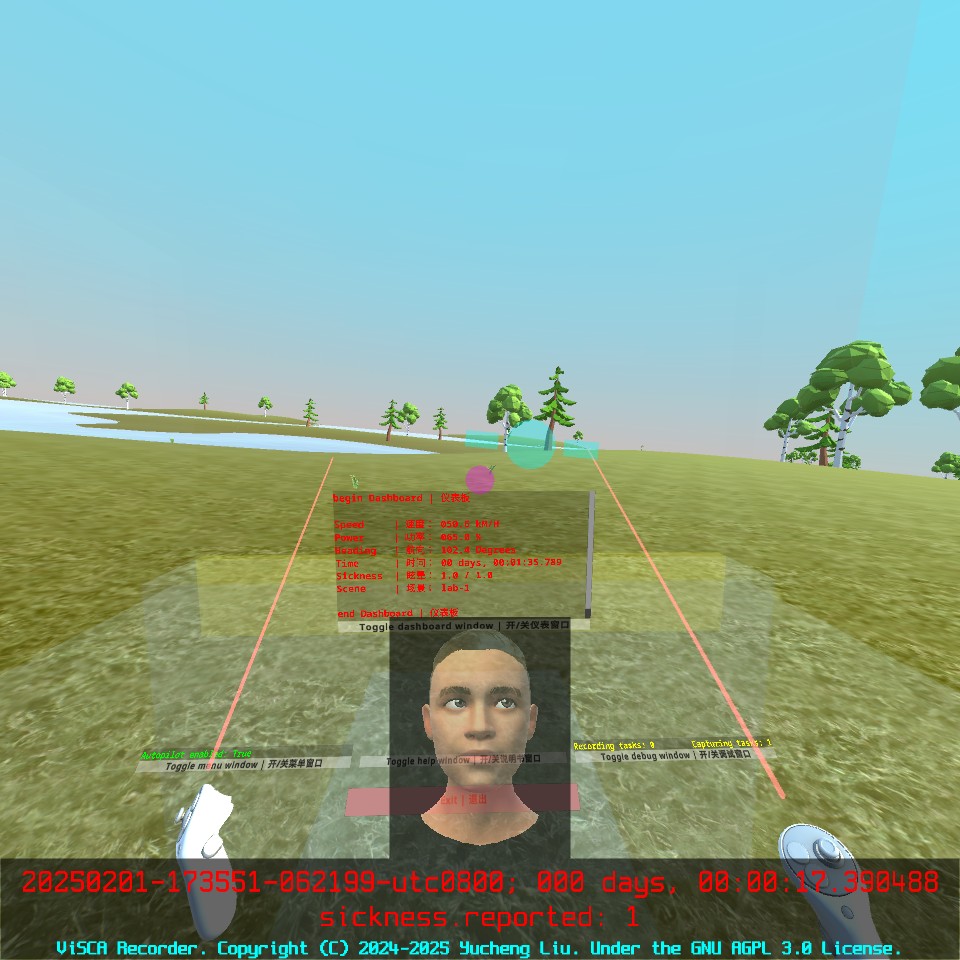 begin Dashboard | 仪表板
Speed | 速度: 050.0 kM/H
Power | 功率: 065.0 %
Heading | 朝向: 102.0 Degrees
Time | 时间: 00 days, 00:01:35.789
Sickness | 眩晕: 1.0 / 1.0
Scene | 场景: lab-1
end Dashboard | 仪表板
Toggle dashboard window | 开/关仪表窗口
Autopilot enabled: True
Toggle menu window | 开/关菜单窗口
Toggle help window | 开/关说明书窗口
Recording tasks: 0 Capturing tasks: 1
Toggle debug window | 开/关调试窗口
Exit | 退出
20250201-173551-062199-utc0800; 000 days, 00:00:17.390488
sickness.reported: 1
ViSCA Recorder. Copyright (C) 2024-2025 Yucheng Liu. Under the GNU AGPL 3.0 License.